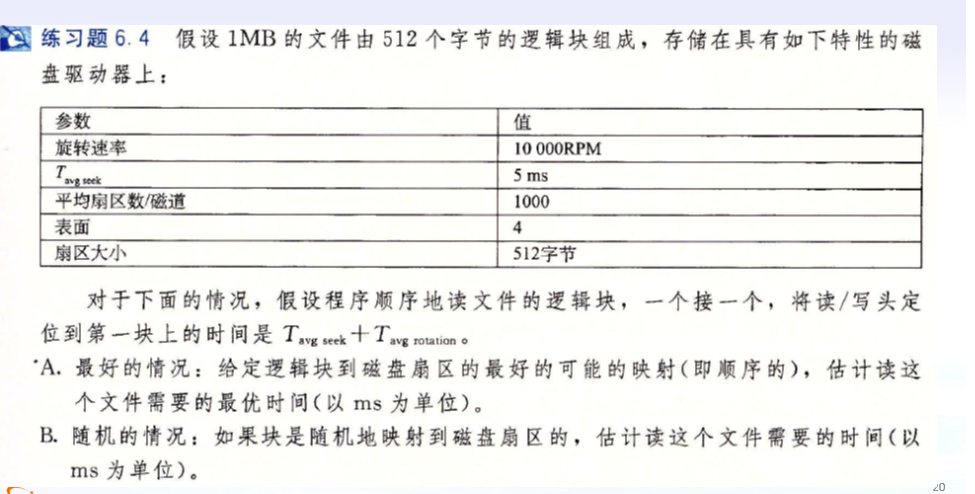 练习题 6.4 假设 1MB 的文件由 512 个字节的逻辑块组成，存储在具有如下特性的磁
盘驱动器上：
参数 值
旋转速率 10 000RPM
Tavg seek 5 ms
平均扇区数/磁道 1000
表面 4
扇区大小 512字节
对于下面的情况，假设程序顺序地读文件的逻辑块，一个接一个，将读/写头定
位到第一块上的时间是 Tavg seek＋Tavg rotation。
A. 最好的情况：给定逻辑块到磁盘扇区的最好的可能的映射(即顺序的)，估计读这
个文件需要的最优时间(以 ms 为单位)。
B. 随机的情况：如果块是随机地映射到磁盘扇区的，估计读这个文件需要的时间(以
ms 为单位)。
20